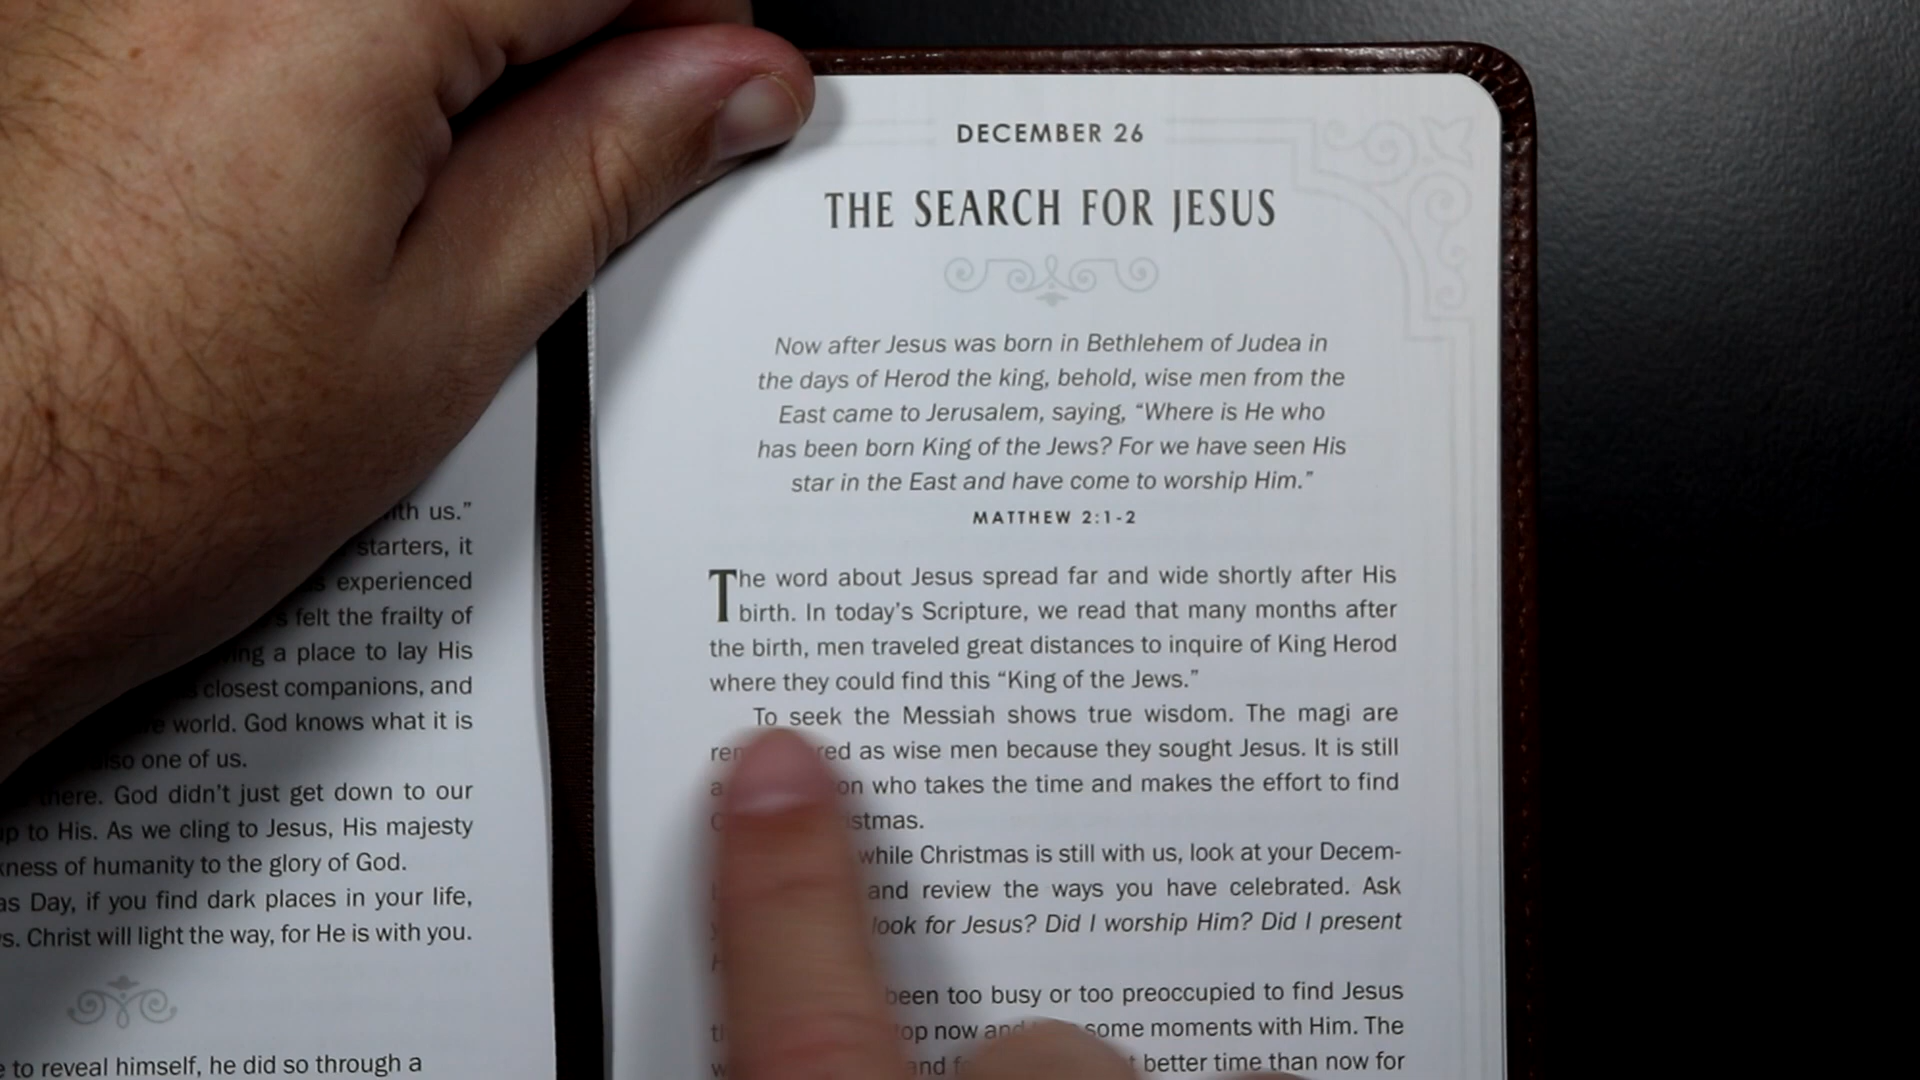 th us.”
starters, it
experienced
felt the frailty of
a place to lay His
closest companions, and
world. God knows what it is
one of us.
there. God didn’t just get down to our
to His. As we cling to Jesus, His majesty
of humanity to the glory of God.
Day, if you find dark places in your life,
Christ will light the way, for He is with you.
to reveal himself, he did so through a
DECEMBER 26
THE SEARCH FOR JESUS
Now after Jesus was born in Bethlehem of Judea in
the days of Herod the king, behold, wise men from the
East came to Jerusalem, saying, “Where is He who
has been born King of the Jews? For we have seen His
star in the East and have come to worship Him.”
MATTHEW 2:1-2
The word about Jesus spread far and wide shortly after His
birth. In today’s Scripture, we read that many months after
the birth, men traveled great distances to inquire of King Herod
where they could find this “King of the Jews.”
To seek the Messiah shows true wisdom. The magi are
as wise men because they sought Jesus. It is still
who takes the time and makes the effort to find
while Christmas is still with us, look at your Decem-
and review the ways you have celebrated. Ask
look for Jesus? Did I worship Him? Did I present
been too busy or too preoccupied to find Jesus
now and some moments with Him. The
and better time than now for